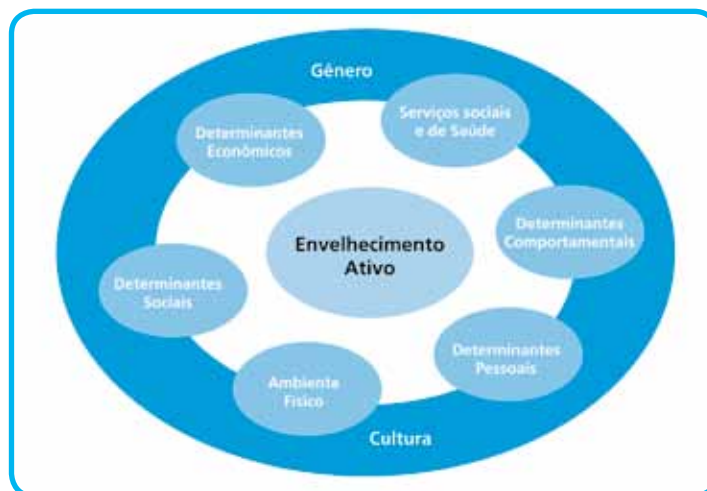 Gênero
Serviços sociais
e de Saúde
Determinantes
Econômicos
Determinantes
Comportamentais
Envelhecimento
Ativo
Determinantes
Sociais
Determinantes
Pessoais
Ambiente
Físico
Cultura